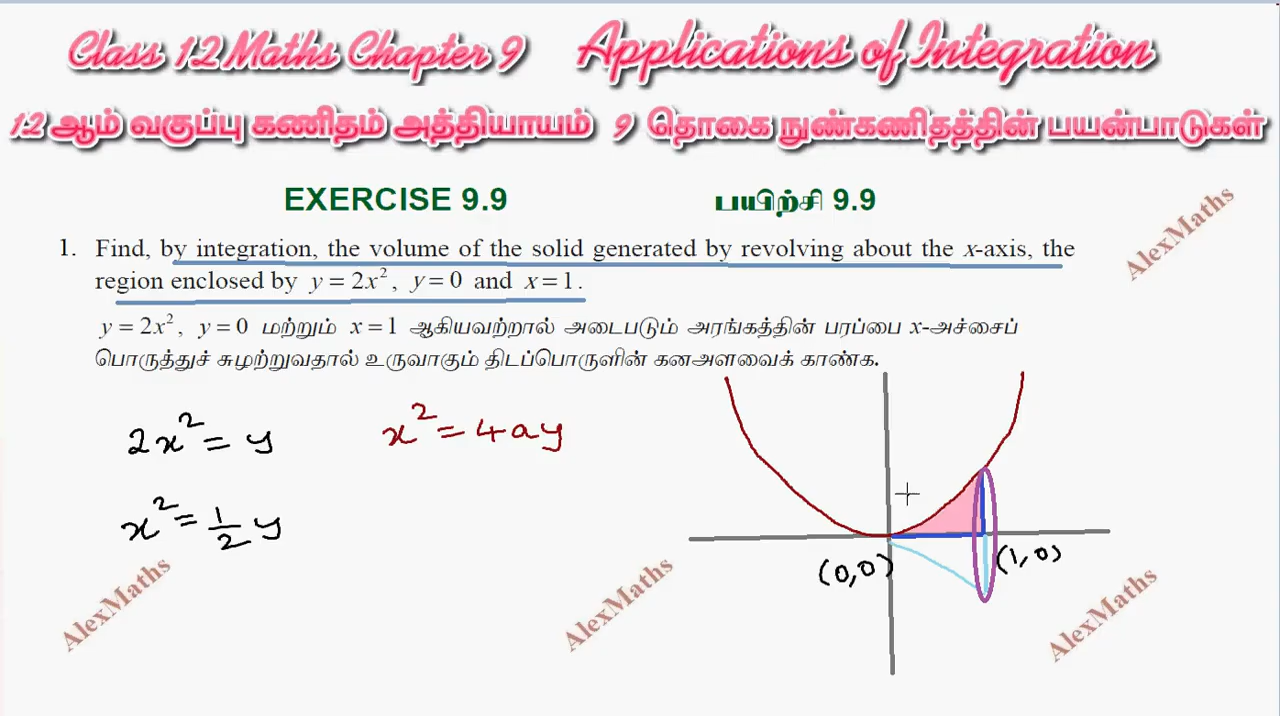 Class 12 Maths Chapter 9 Applications of Integration
12 ஆம் வகுப்பு கணிதம் அத்தியாயம் 9 தொகை நுண்கணிதத்தின் பயன்பாடுகள்
EXERCISE 9.9 பயிற்சி 9.9
AlexMaths
1. Find, by integration, the volume of the solid generated by revolving about the x-axis, the
region enclosed by y = 2x², y = 0 and x = 1.
y = 2x², y = 0 மற்றும் x = 1 ஆகியவற்றால் அடைபடும் அரங்கத்தின் பரப்பை x-அச்சைப்
பொருத்துச் சுழற்றுவதால் உருவாகும் திடப்பொருளின் கனஅளவைக் காண்க.
2x² = y x² = 4ay
x² = 1/2 y
(0,0) (1,0)
AlexMaths AlexMaths AlexMaths